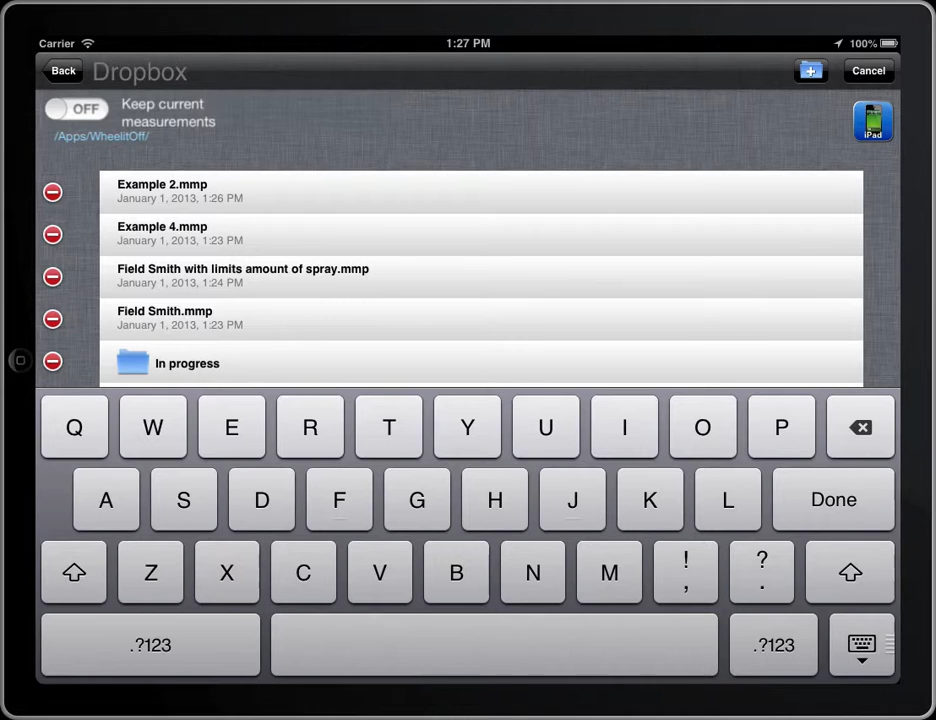 Carrier 1:27 PM 100%
Back Dropbox Cancel
OFF Keep current
measurements
/Apps/WheelitOff/
iPad
Example 2.mmp
January 1, 2013, 1:26 PM
Example 4.mmp
January 1, 2013, 1:23 PM
Field Smith with limits amount of spray.mmp
January 1, 2013, 1:24 PM
Field Smith.mmp
January 1, 2013, 1:23 PM
In progress
Q W E R T Y U I O P
A S D F G H J K L Done
Z X C V B N M ! , ? .
.?123 .?123